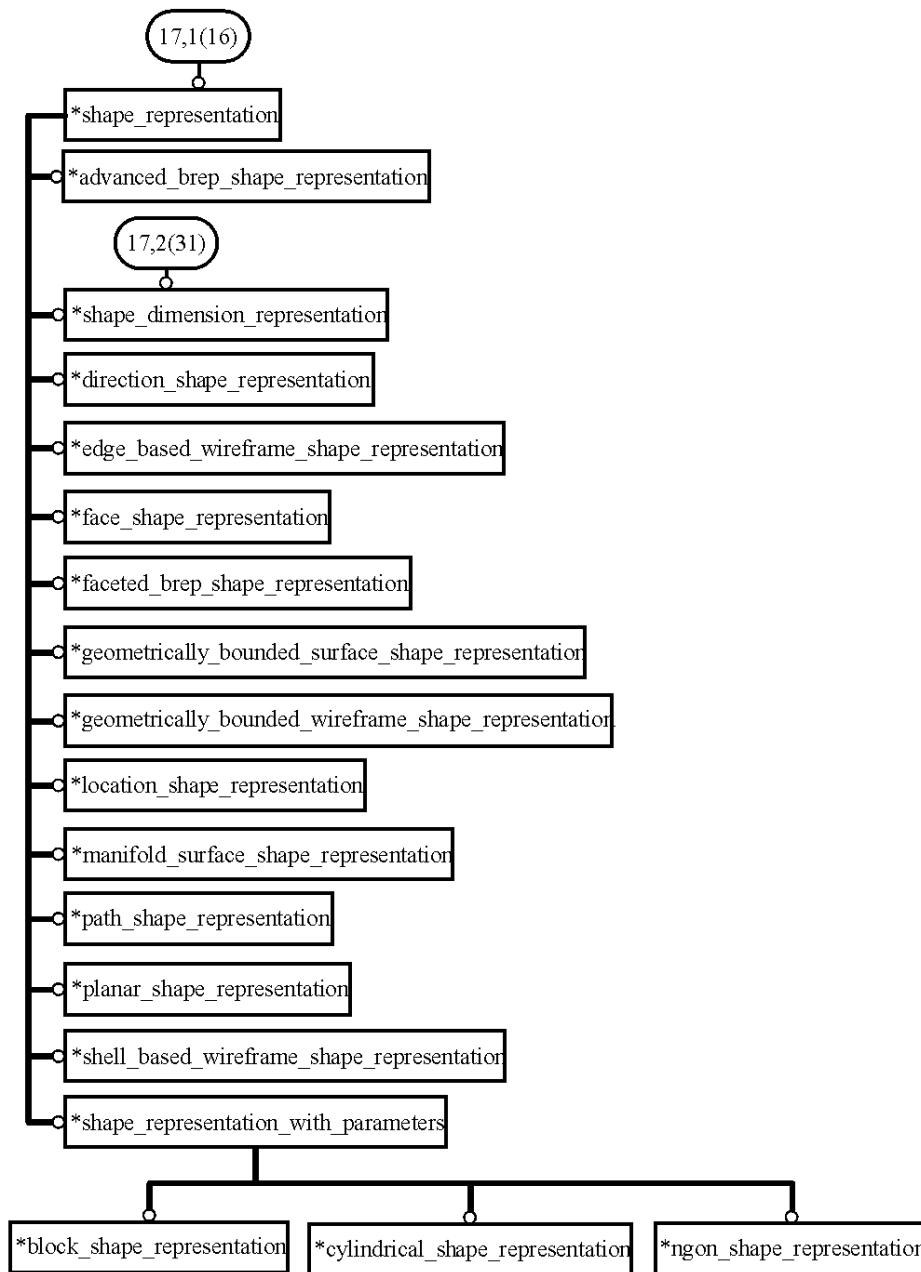 17,1(16)
*shape_representation
*advanced_brep_shape_representation
17,2(31)
*shape_dimension_representation
*direction_shape_representation
*edge_based_wireframe_shape_representation
*face_shape_representation
*faceted_brep_shape_representation
*geometrically_bounded_surface_shape_representation
*geometrically_bounded_wireframe_shape_representation
*location_shape_representation
*manifold_surface_shape_representation
*path_shape_representation
*planar_shape_representation
*shell_based_wireframe_shape_representation
*shape_representation_with_parameters
*block_shape_representation *cylindrical_shape_representation *ngon_shape_representation